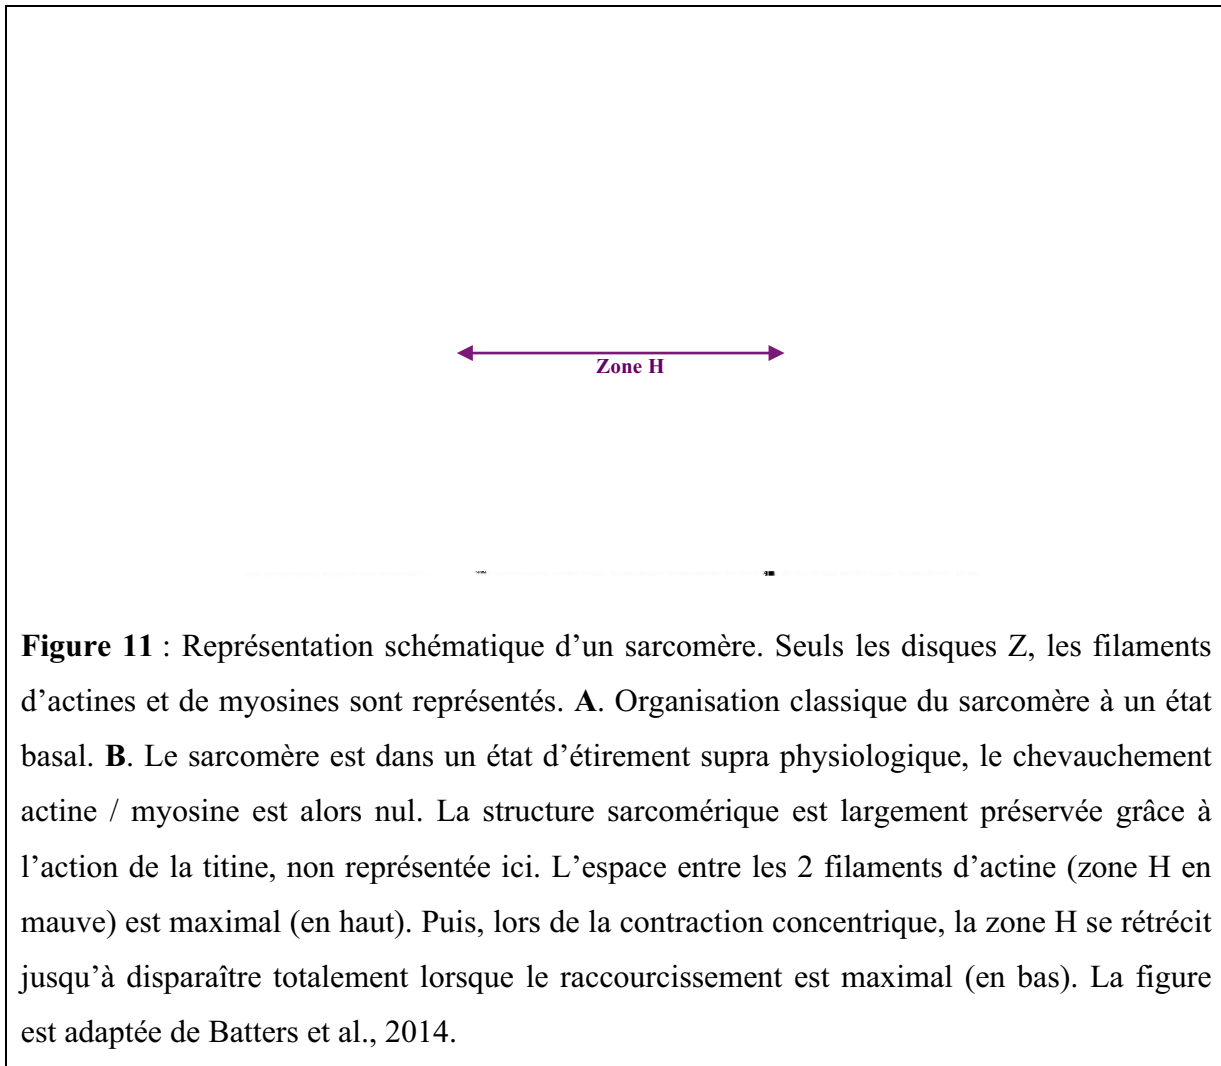 Zone H
Figure 11 : Représentation schématique d’un sarcomère. Seuls les disques Z, les filaments
d’actines et de myosines sont représentés. A. Organisation classique du sarcomère à un état
basal. B. Le sarcomère est dans un état d’étirement supra physiologique, le chevauchement
actine / myosine est alors nul. La structure sarcomérique est largement préservée grâce à
l’action de la titine, non représentée ici. L’espace entre les 2 filaments d’actine (zone H en
mauve) est maximal (en haut). Puis, lors de la contraction concentrique, la zone H se rétrécit
jusqu’à disparaître totalement lorsque le raccourcissement est maximal (en bas). La figure
est adaptée de Batters et al., 2014.